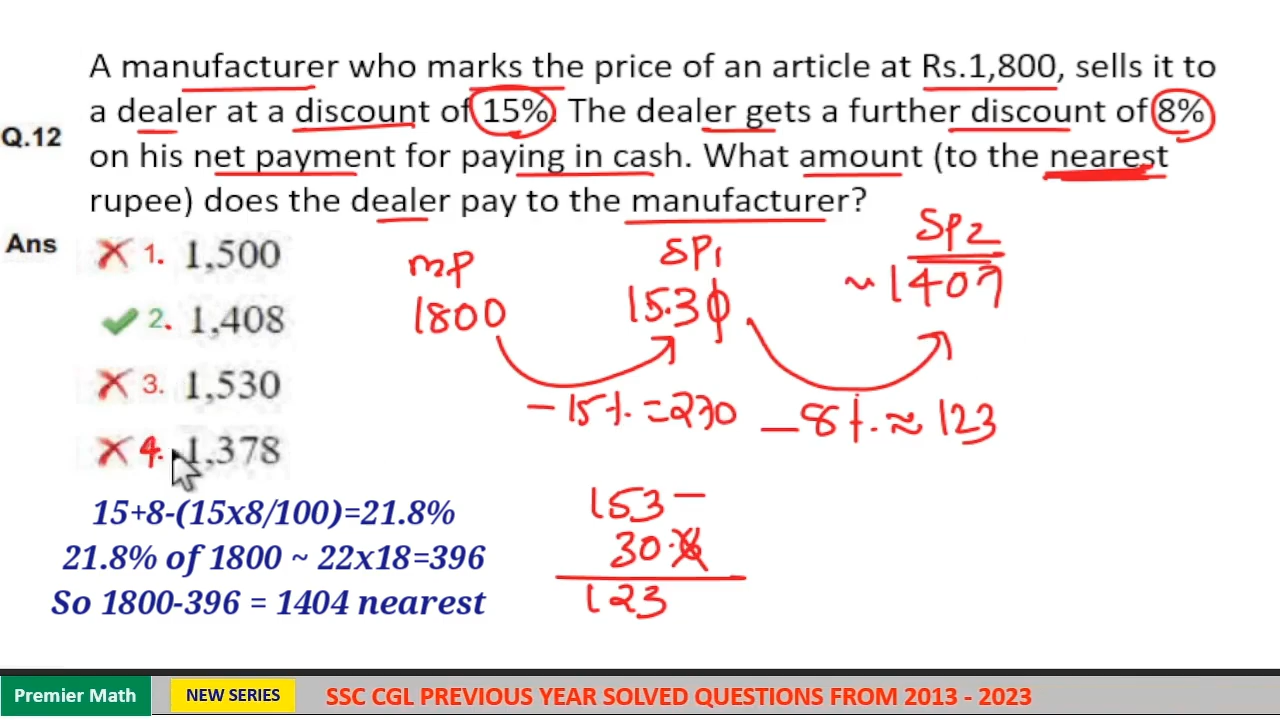 A manufacturer who marks the price of an article at Rs.1,800, sells it to
a dealer at a discount of 15%. The dealer gets a further discount of 8%
Q.12
on his net payment for paying in cash. What amount (to the nearest
rupee) does the dealer pay to the manufacturer?
Ans
1. 1,500
2. 1,408
3. 1,530
4. 1,378
MP
1800
SP1
1530
SP2
~1407
-15%=270
-8%≈123
153-
30.6
123
15+8-(15x8/100)=21.8%
21.8% of 1800 ~ 22x18=396
So 1800-396 = 1404 nearest
Premier Math
NEW SERIES
SSC CGL PREVIOUS YEAR SOLVED QUESTIONS FROM 2013 - 2023